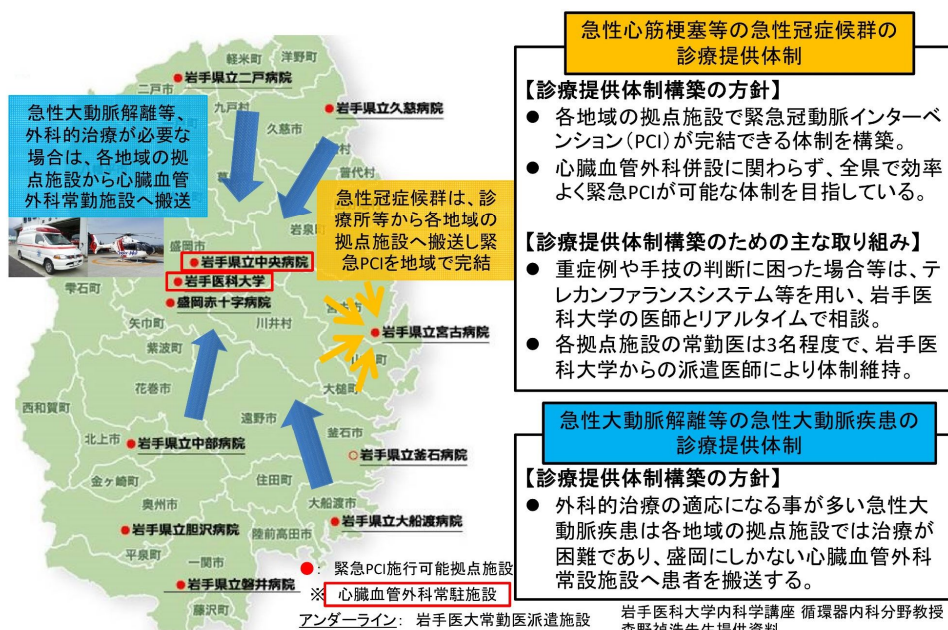 軽米町
洋野町
二戸市
岩手県立二戸病院
九戸村
岩手県立久慈病院
久慈市
急性大動脈解離等、
外科的治療が必要な
場合は、各地域の拠
点施設から心臓血管
外科常勤施設へ搬送
普代村
岩泉町
急性冠症候群は、診
療所等から各地域の
拠点施設へ搬送し緊
急PCIを地域で完結
盛岡市
岩手県立中央病院
岩手医科大学
雫石町
盛岡赤十字病院
宮古市
矢巾町
川井村
岩手県立宮古病院
紫波町
山田町
花巻市
大槌町
西和賀町
遠野市
釜石市
北上市
岩手県立中部病院
岩手県立釜石病院
金ヶ崎町
住田町
奥州市
大船渡市
岩手県立胆沢病院
陸前高田市
岩手県立大船渡病院
平泉町
一関市
岩手県立磐井病院
藤沢町
●: 緊急PCI施行可能拠点施設
※ 心臓血管外科常駐施設
アンダーライン: 岩手医大常勤医派遣施設
急性心筋梗塞等の急性冠症候群の
診療提供体制
【診療提供体制構築の方針】
● 各地域の拠点施設で緊急冠動脈インターベ
ンション(PCI)が完結できる体制を構築。
● 心臓血管外科併設に関わらず、全県で効率
よく緊急PCIが可能な体制を目指している。
【診療提供体制構築のための主な取り組み】
● 重症例や手技の判断に困った場合等は、テ
レカンファランスシステム等を用い、岩手医
科大学の医師とリアルタイムで相談。
● 各拠点施設の常勤医は3名程度で、岩手医
科大学からの派遣医師により体制維持。
急性大動脈解離等の急性大動脈疾患の
診療提供体制
【診療提供体制構築の方針】
● 外科的治療の適応になる事が多い急性大
動脈疾患は各地域の拠点施設では治療が
困難であり、盛岡にしかない心臓血管外科
常設施設へ患者を搬送する。
岩手医科大学内科学講座 循環器内科分野教授